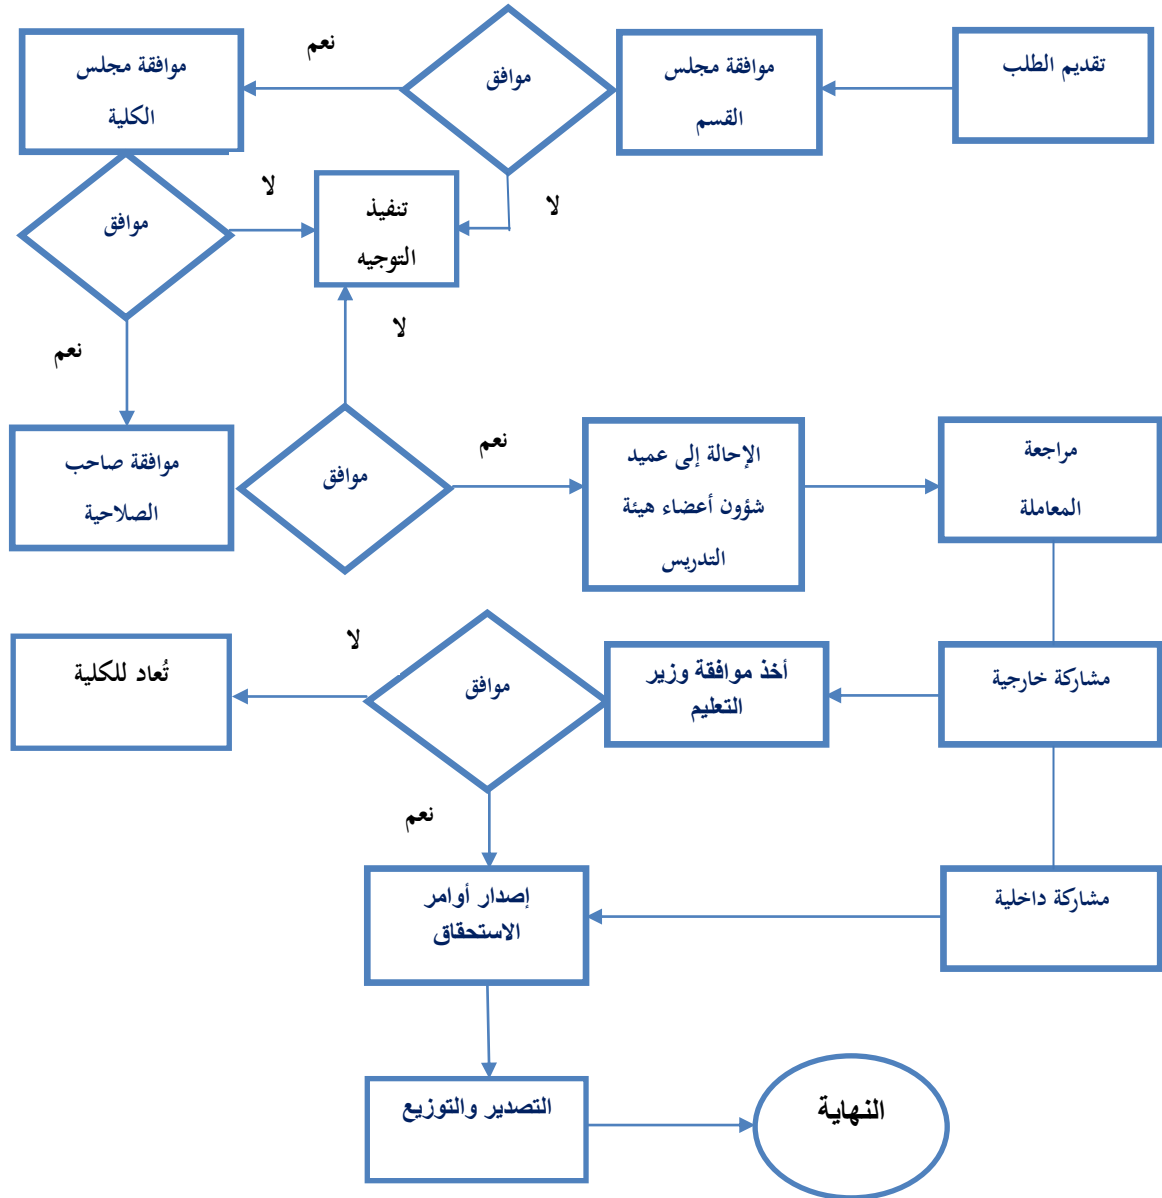 تقديم الطلب
موافقة مجلس
القسم
موافق
نعم
موافقة مجلس
الكلية
لا
تنفيذ
التوجيه
لا
موافق
نعم
لا
موافقة صاحب
الصلاحية
موافق
نعم
الإحالة إلى عميد
شؤون أعضاء هيئة
التدريس
مراجعة
المعاملة
مشاركة خارجية
أخذ موافقة وزير
التعليم
موافق
لا
تُعاد للكلية
نعم
إصدار أوامر
الاستحقاق
مشاركة داخلية
التصدير والتوزيع
النهاية